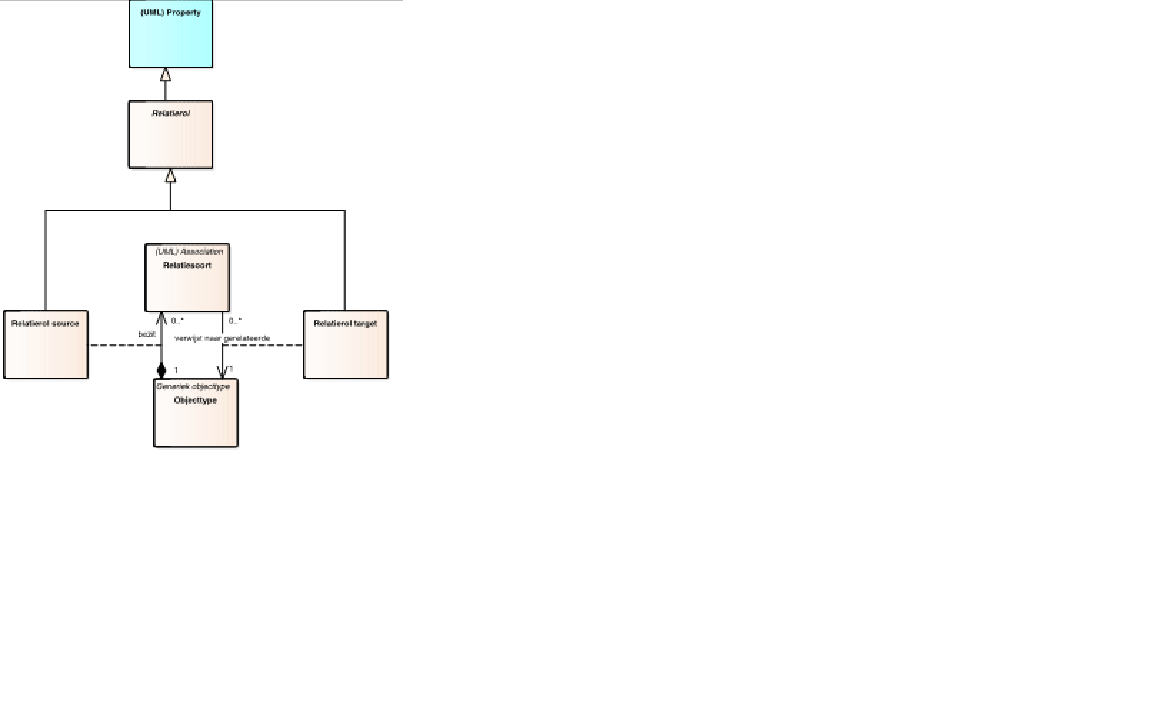 (UML) Property
Relatierol
(UML) Association
Relatiesoort
Relatierol source
Relatierol target
0..*
0..*
bezit
verwijst naar gerelateerde
1
1
Generiek objecttype
Objecttype